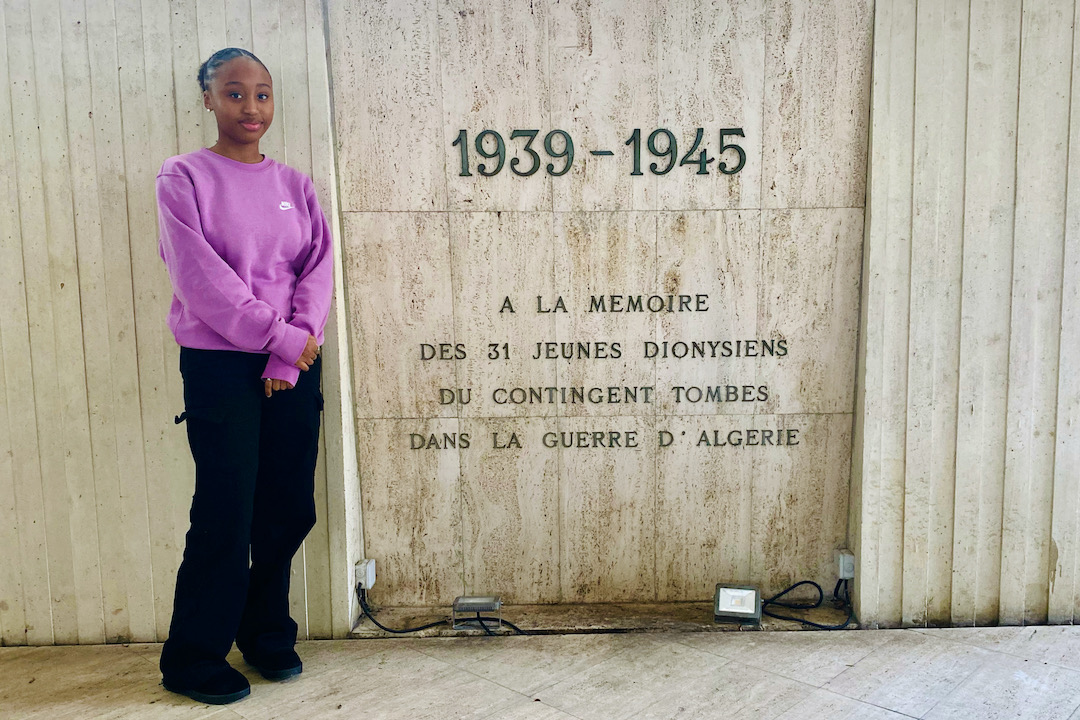 1939 - 1945
A LA MEMOIRE
DES 31 JEUNES DIONYSIENS
DU CONTINGENT TOMBES
DANS LA GUERRE D'ALGERIE